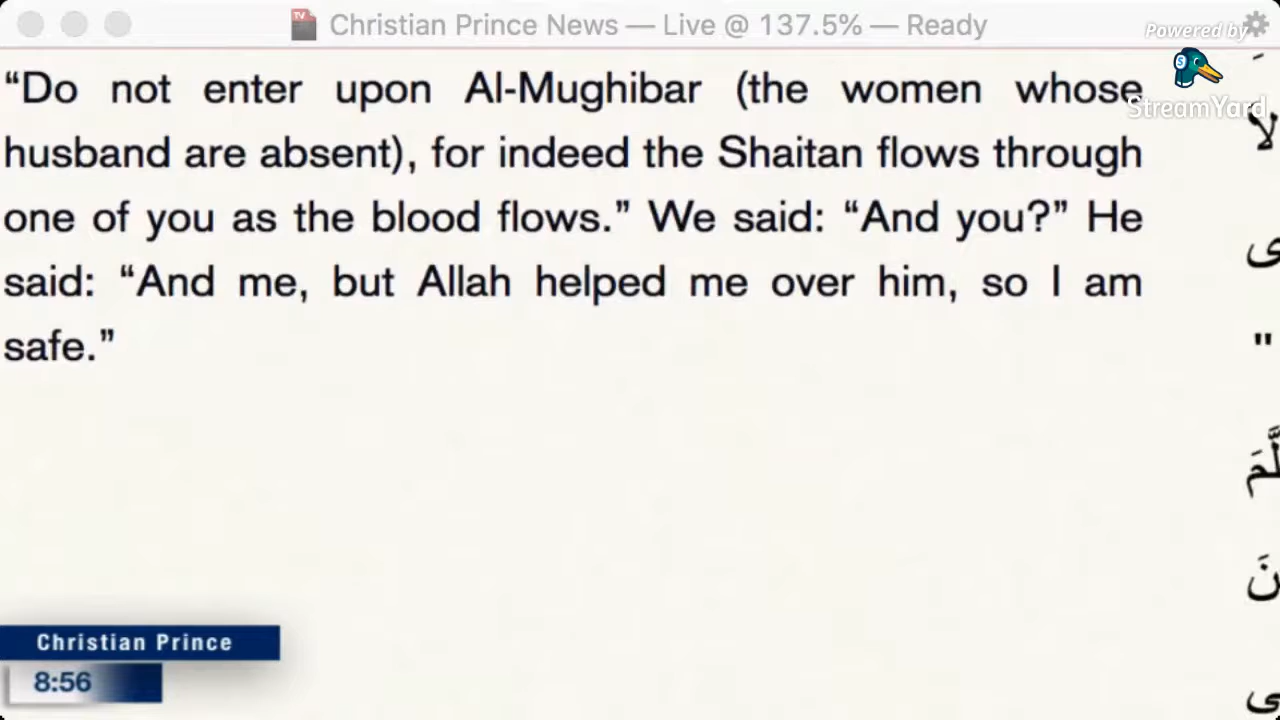 Christian Prince News — Live @ 137.5% — Ready
Powered by
StreamYard
“Do not enter upon Al-Mughibar (the women whose
husband are absent), for indeed the Shaitan flows through
one of you as the blood flows.” We said: “And you?” He
said: “And me, but Allah helped me over him, so I am
safe.”
Christian Prince
8:56